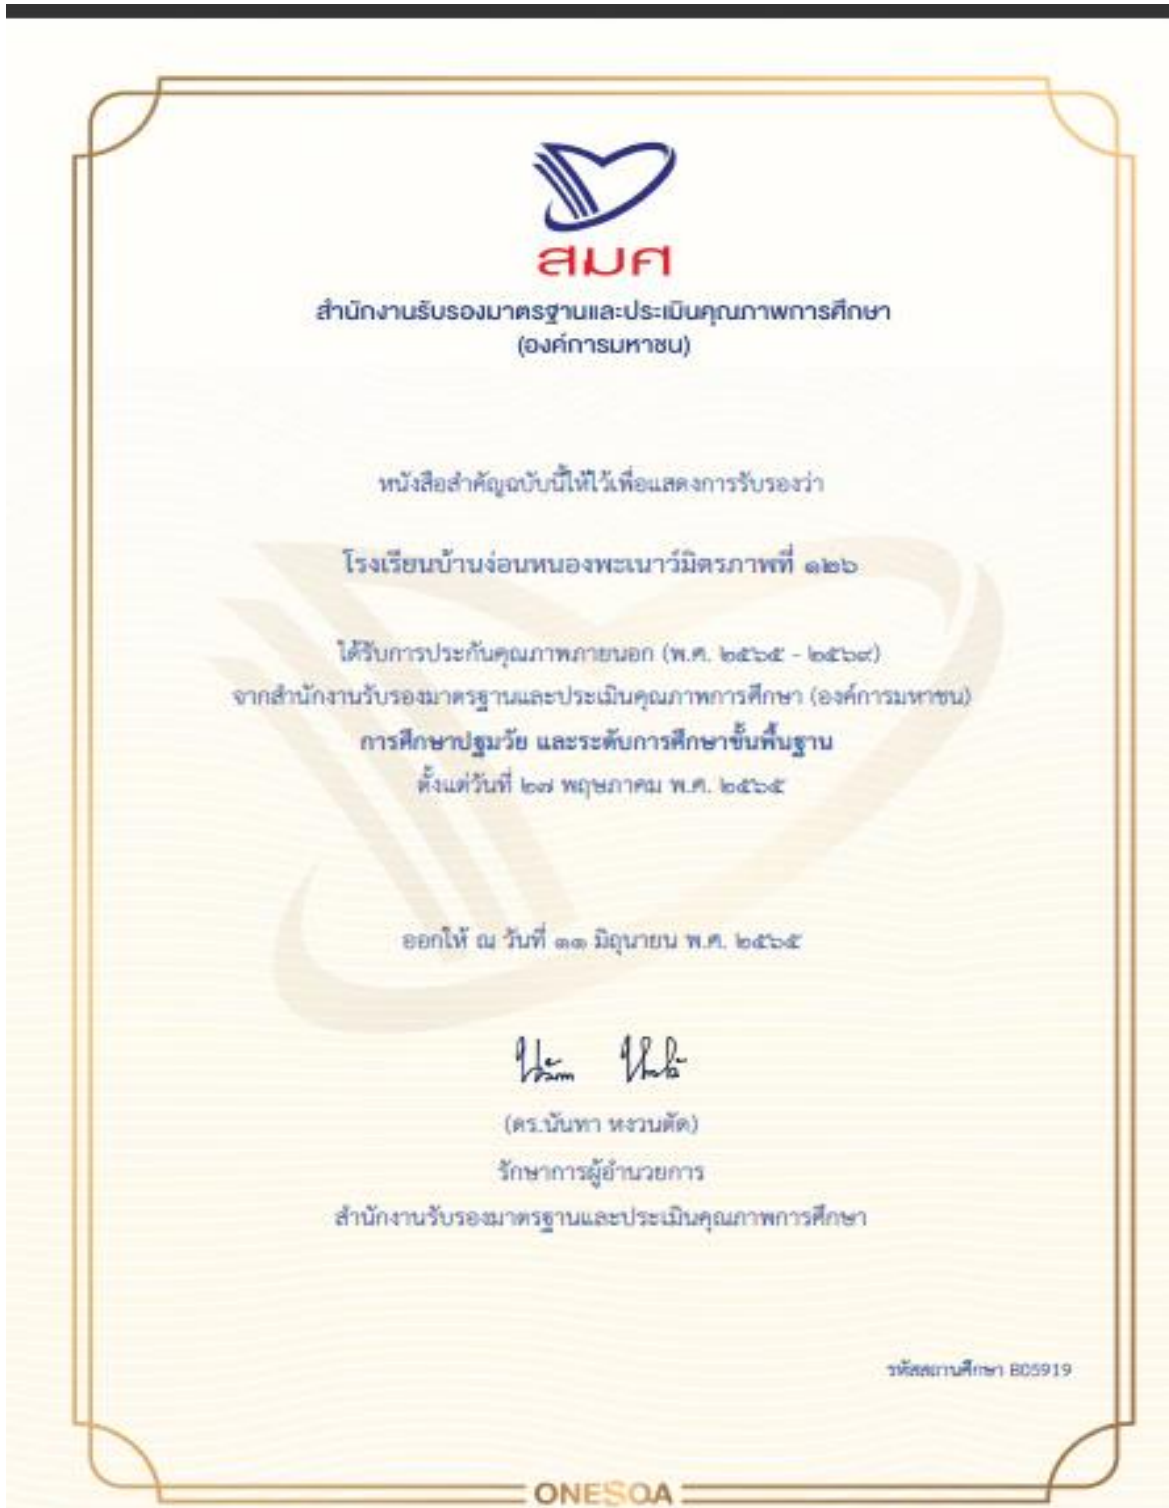 สมศ
สำนักงานรับรองมาตรฐานและประเมินคุณภาพการศึกษา
(องค์การมหาชน)
หนังสือสำคัญฉบับนี้ให้ไว้เพื่อแสดงการรับรองว่า
โรงเรียนบ้านง่อนหนองพะเนาว์มิตรภาพที่ ๑๒๖
ได้รับการประกันคุณภาพภายนอก (พ.ศ. ๒๕๖๕ - ๒๕๖๙)
จากสำนักงานรับรองมาตรฐานและประเมินคุณภาพการศึกษา (องค์การมหาชน)
การศึกษาปฐมวัย และระดับการศึกษาขั้นพื้นฐาน
ตั้งแต่วันที่ ๒๗ พฤษภาคม พ.ศ. ๒๕๖๕
ออกให้ ณ วันที่ ๑๑ มิถุนายน พ.ศ. ๒๕๖๕
(ดร.นันทา หงวนตัด)
รักษาการผู้อำนวยการ
สำนักงานรับรองมาตรฐานและประเมินคุณภาพการศึกษา
รหัสสถานศึกษา B05919
ONESQA